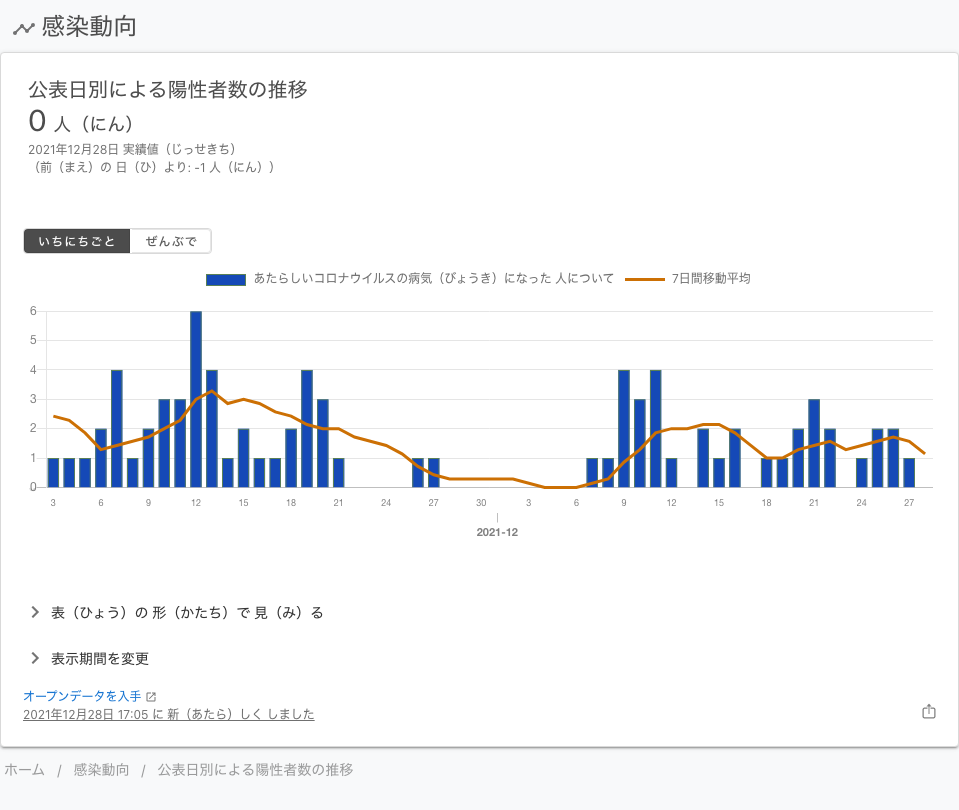 感染動向
公表日別による陽性者数の推移
0 人（にん）
2021年12月28日 実績値（じっせきち）
（前（まえ）の 日（ひ）より: -1 人（にん））
いちにちごと ぜんぶで
あたらしいコロナウイルスの病気（びょうき）になった 人について 7日間移動平均
6
5
4
3
2
1
0
3 6 9 12 15 18 21 24 27 30 3 6 9 12 15 18 21 24 27
2021-12
表（ひょう）の 形（かたち）で 見（み）る
表示期間を変更
オープンデータを入手
2021年12月28日 17:05 に 新（あたら）しく しました
ホーム / 感染動向 / 公表日別による陽性者数の推移